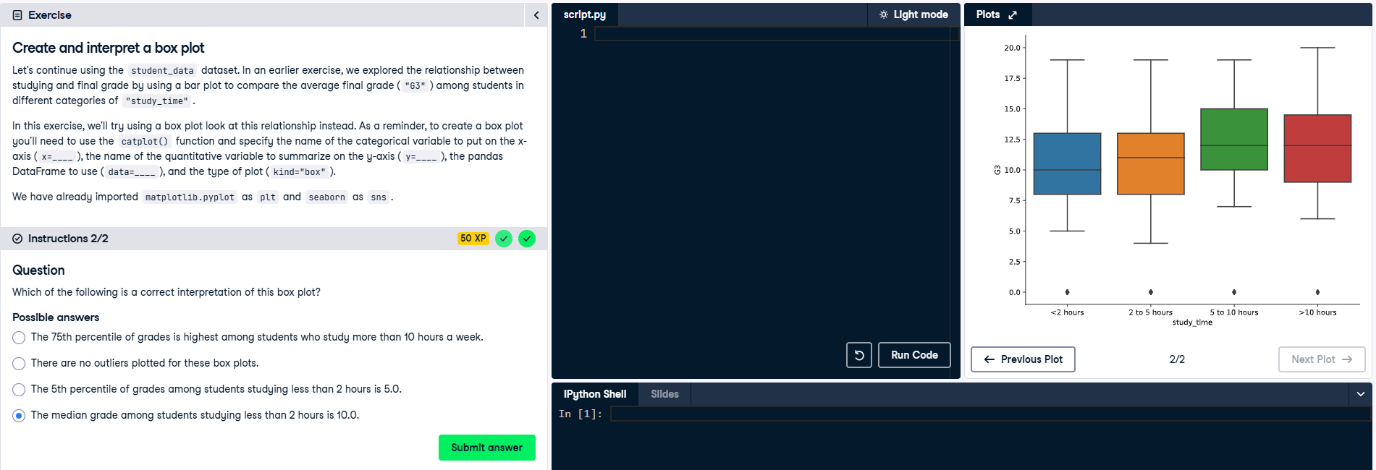 Exercise
Create and interpret a box plot
Let's continue using the student_data dataset. In an earlier exercise, we explored the relationship between
studying and final grade by using a bar plot to compare the average final grade ( "G3" ) among students in
different categories of "study_time" .
In this exercise, we'll try using a box plot look at this relationship instead. As a reminder, to create a box plot
you'll need to use the catplot() function and specify the name of the categorical variable to put on the x-
axis ( x=____ ), the name of the quantitative variable to summarize on the y-axis ( y=____ ), the pandas
DataFrame to use ( data=____ ), and the type of plot ( kind="box" ).
We have already imported matplotlib.pyplot as plt and seaborn as sns .
Instructions 2/2
50 XP
Question
Which of the following is a correct interpretation of this box plot?
Possible answers
The 75th percentile of grades is highest among students who study more than 10 hours a week.
There are no outliers plotted for these box plots.
The 5th percentile of grades among students studying less than 2 hours is 5.0.
The median grade among students studying less than 2 hours is 10.0.
Submit answer
script.py
Light mode
1
Run Code
IPython Shell
Slides
In [1]:
Plots
20.0
17.5
15.0
12.5
10.0
7.5
5.0
2.5
0.0
G3
<2 hours
2 to 5 hours
5 to 10 hours
>10 hours
study_time
Previous Plot
2/2
Next Plot